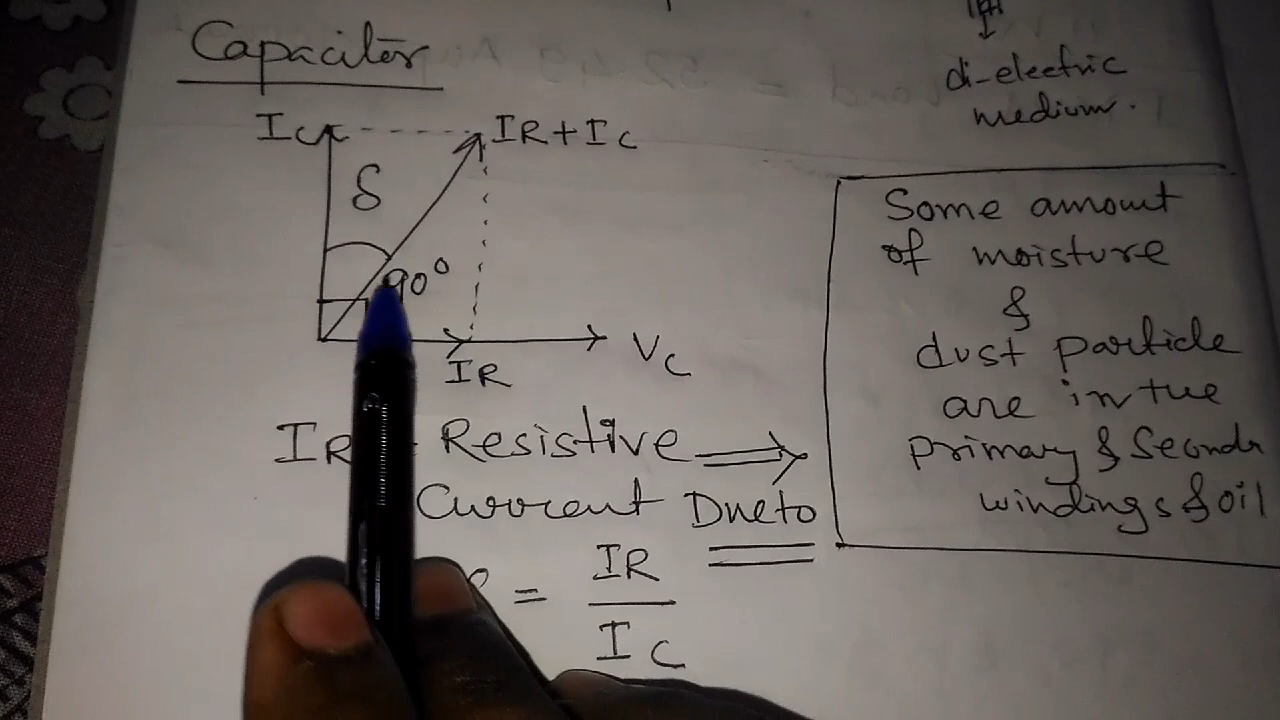 Capacitor
di-electric
medium.
Ic
IR + Ic
δ
90°
IR
Vc
IR
Resistive
Current Due to
= IR
Ic
Some amount
of moisture
&
dust particle
are in the
primary &
windings & oil